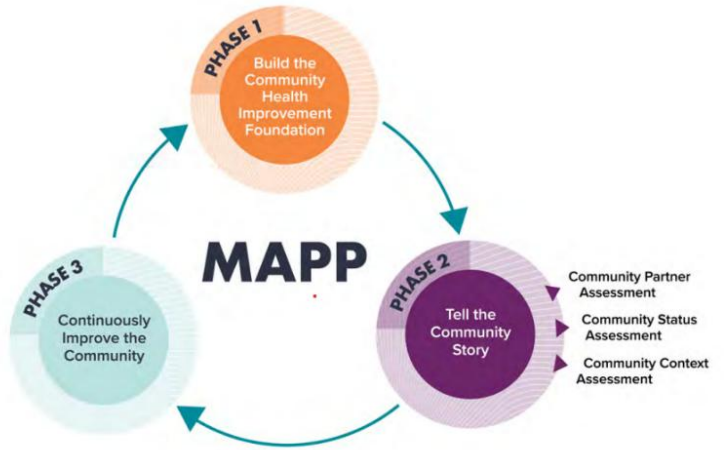 PHASE 1
Build the
Community
Health
Improvement
Foundation
MAPP
PHASE 2
Tell the
Community
Story
Community Partner
Assessment
Community Status
Assessment
Community Context
Assessment
PHASE 3
Continuously
Improve the
Community